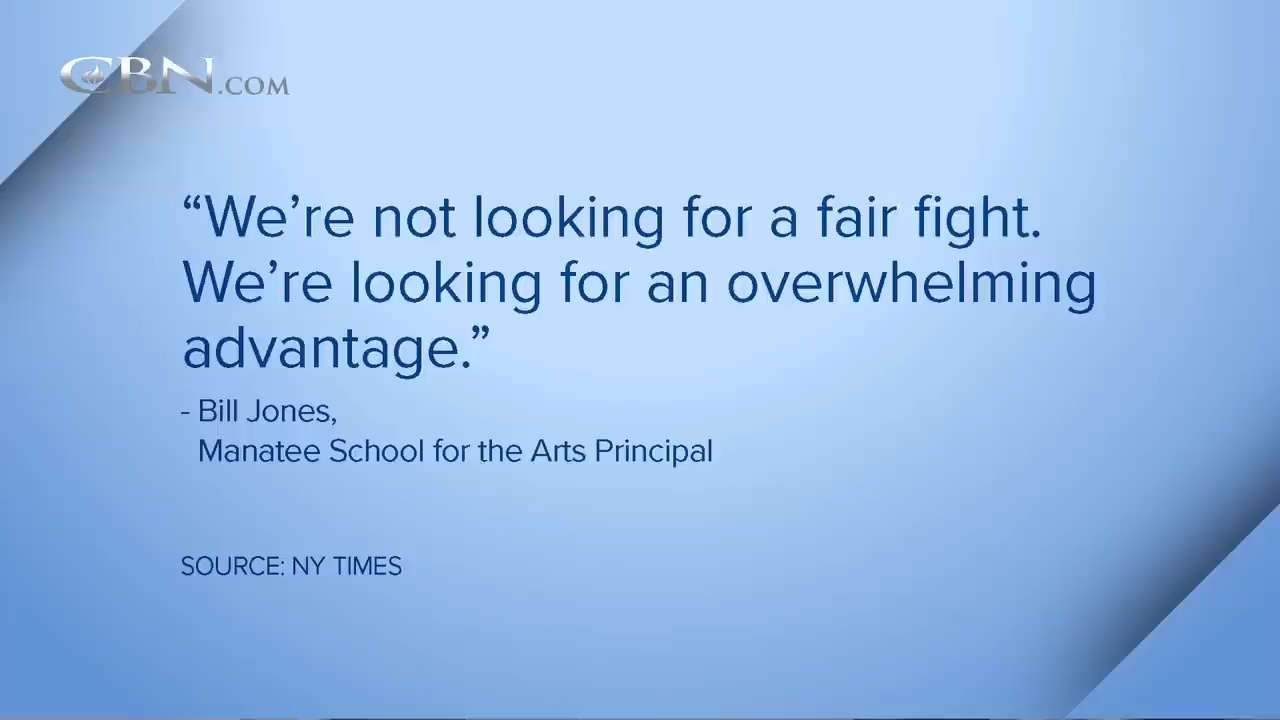 CBN.COM
“We’re not looking for a fair fight.
We’re looking for an overwhelming
advantage.”
- Bill Jones,
Manatee School for the Arts Principal
SOURCE: NY TIMES